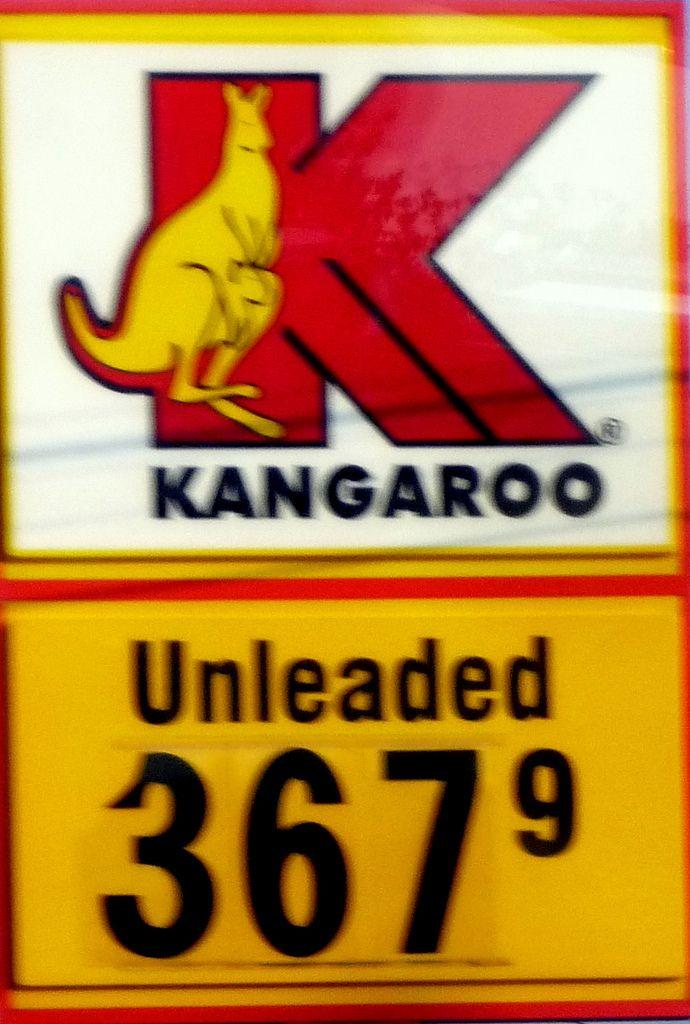 K
®
KANGAROO
Unleaded
3679